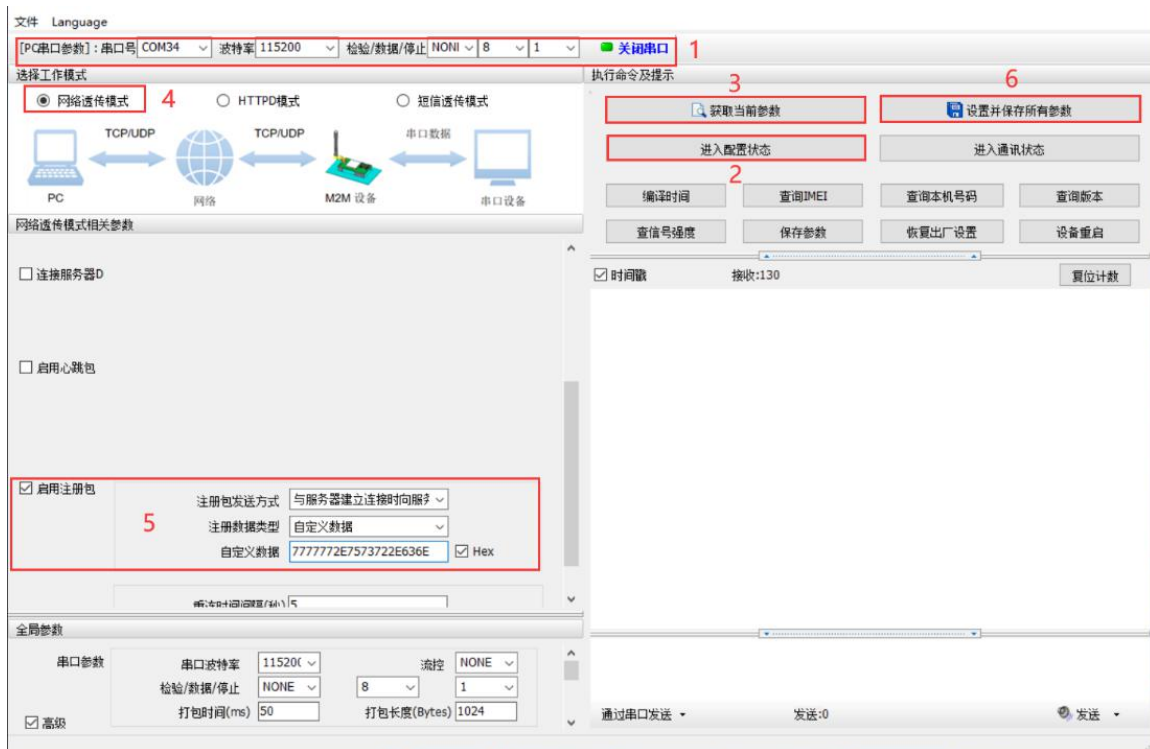 文件 Language
[PC串口参数]：串口号 COM34 波特率 115200 检验/数据/停止 NONI 8 1 关闭串口 1
选择工作模式
网络透传模式 4 HTTPD模式 短信透传模式
TCP/UDP TCP/UDP 串口数据
PC 网络 M2M 设备 串口设备
网络透传模式相关参数
连接服务器D
启用心跳包
启用注册包
5
注册包发送方式 与服务器建立连接时向服务
注册数据类型 自定义数据
自定义数据 7777772E7573722E636E Hex
重连时间间隔(秒) 5
全局参数
串口参数 串口波特率 11520( 流控 NONE
检验/数据/停止 NONE 8 1
打包时间(ms) 50 打包长度(Bytes) 1024
高级
执行命令及提示
3 6
获取当前参数 设置并保存所有参数
进入配置状态 进入通讯状态
2
编译时间 查询IMEI 查询本机号码 查询版本
查信号强度 保存参数 恢复出厂设置 设备重启
时间戳 接收:130 复位计数
通过串口发送 发送:0 发送